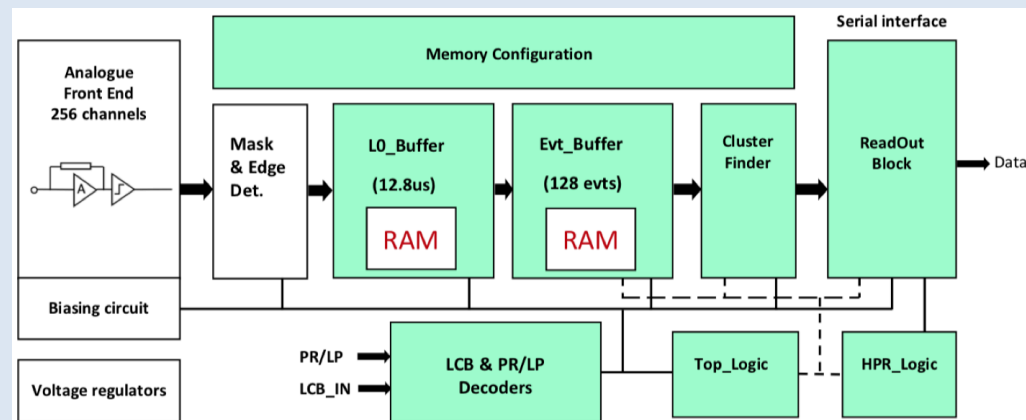 Serial interface
Memory Configuration
Analogue
Front End
256 channels
A
Mask
& Edge
Det.
L0_Buffer
(12.8us)
RAM
Evt_Buffer
(128 evts)
RAM
Cluster
Finder
ReadOut
Block
Data
Biasing circuit
Voltage regulators
PR/LP
LCB_IN
LCB & PR/LP
Decoders
Top_Logic
HPR_Logic